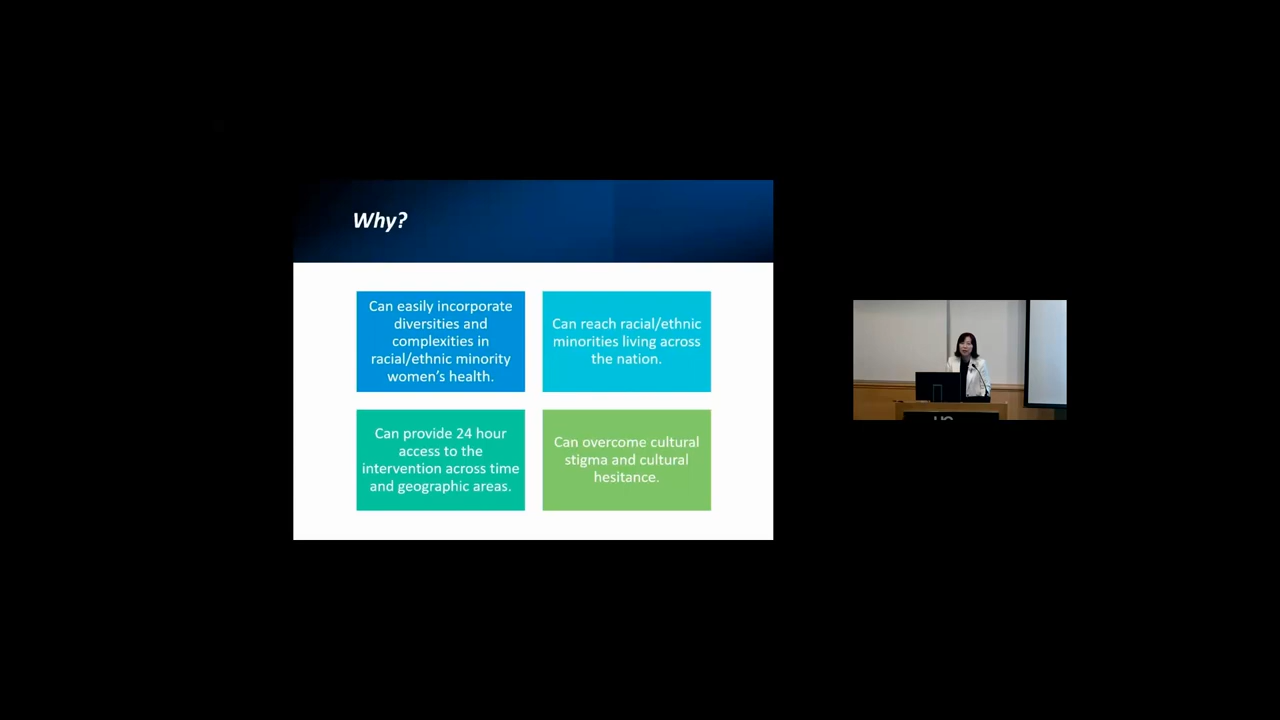 Why?
Can easily incorporate
diversities and
complexities in
racial/ethnic minority
women's health.
Can reach racial/ethnic
minorities living across
the nation.
Can provide 24 hour
access to the
intervention across time
and geographic areas.
Can overcome cultural
stigma and cultural
hesitance.